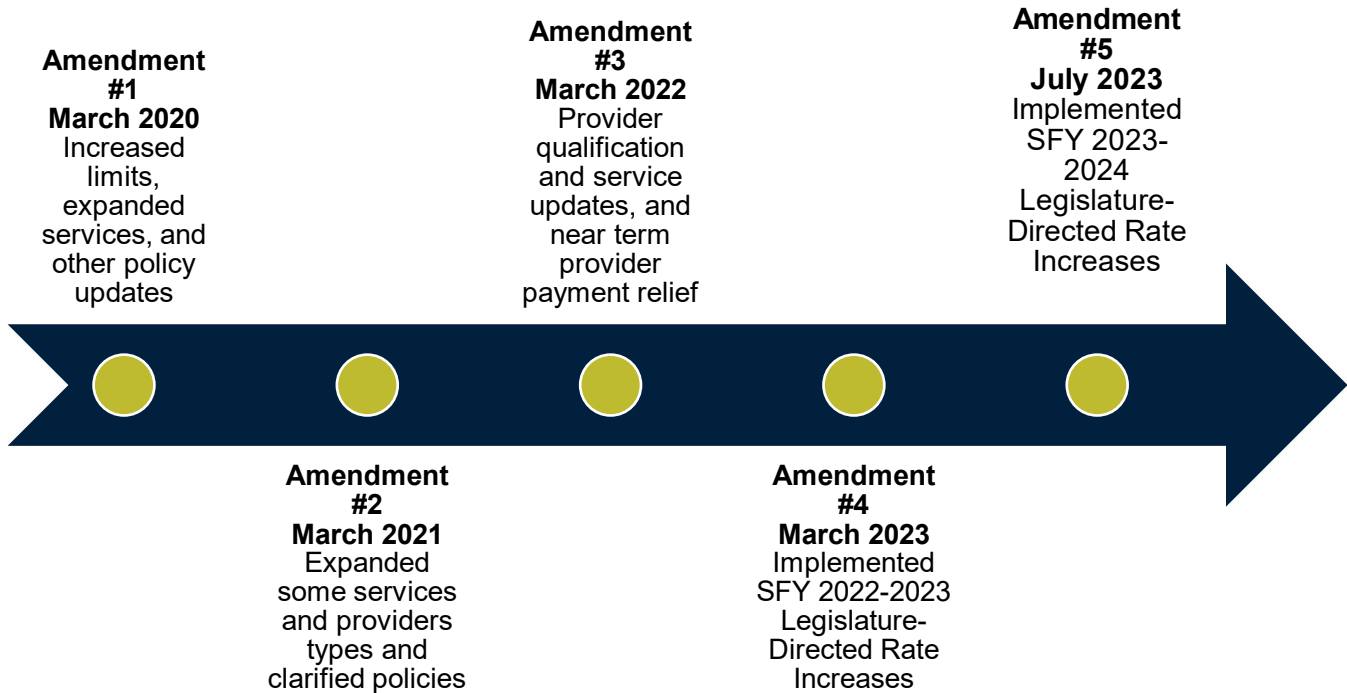 Amendment
#1
March 2020
Increased
limits,
expanded
services, and
other policy
updates
Amendment
#2
March 2021
Expanded
some services
and providers
types and
clarified policies
Amendment
#3
March 2022
Provider
qualification
and service
updates, and
near term
provider
payment relief
Amendment
#4
March 2023
Implemented
SFY 2022-2023
Legislature-
Directed Rate
Increases
Amendment
#5
July 2023
Implemented
SFY 2023-
2024
Legislature-
Directed Rate
Increases